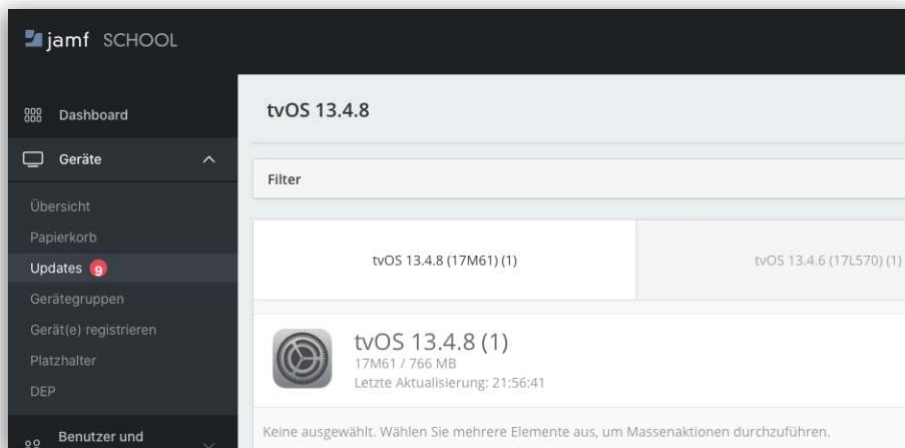 jamf SCHOOL
Dashboard
Geräte
Übersicht
Papierkorb
Updates 9
Gerätegruppen
Gerät(e) registrieren
Platzhalter
DEP
Benutzer und
tvOS 13.4.8
Filter
tvOS 13.4.8 (17M61) (1)
tvOS 13.4.6 (17L570) (1)
tvOS 13.4.8 (1)
17M61 / 766 MB
Letzte Aktualisierung: 21:56:41
Keine ausgewählt. Wählen Sie mehrere Elemente aus, um Massenaktionen durchzuführen.